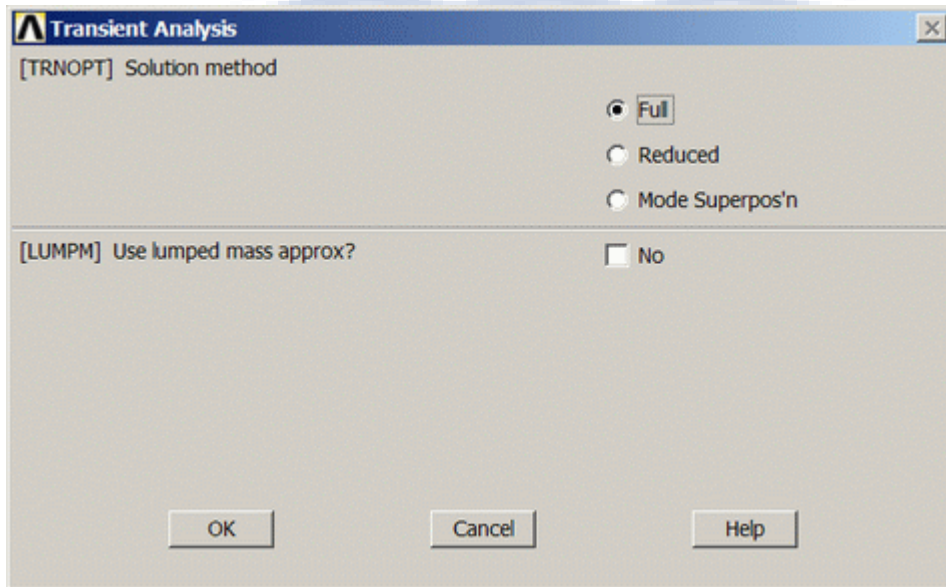 Transient Analysis
[TRNOPT] Solution method
Full
Reduced
Mode Superpos'n
[LUMPM] Use lumped mass approx?
No
OK
Cancel
Help